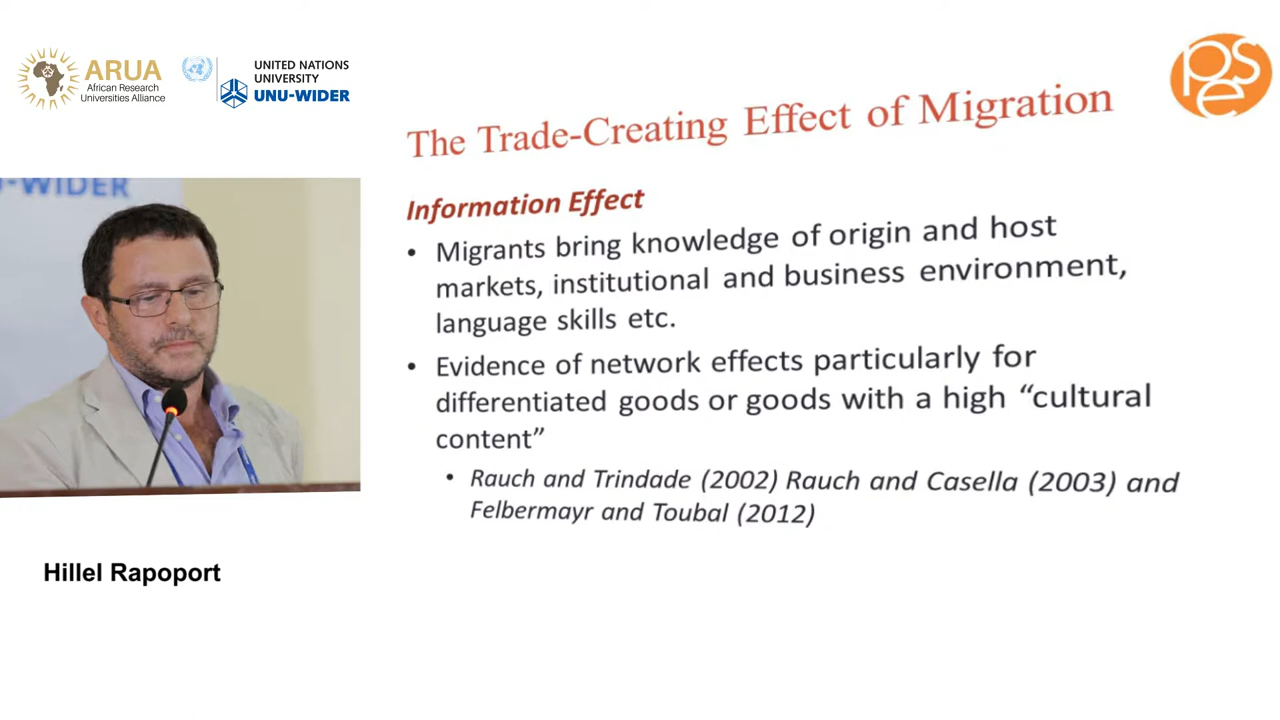 ARUA
African Research
Universities Alliance
UNITED NATIONS
UNIVERSITY
UNU-WIDER
PSE
The Trade-Creating Effect of Migration
U-WIDER
Information Effect
• Migrants bring knowledge of origin and host
markets, institutional and business environment,
language skills etc.
• Evidence of network effects particularly for
differentiated goods or goods with a high “cultural
content”
• Rauch and Trindade (2002) Rauch and Casella (2003) and
Felbermayr and Toubal (2012)
Hillel Rapoport